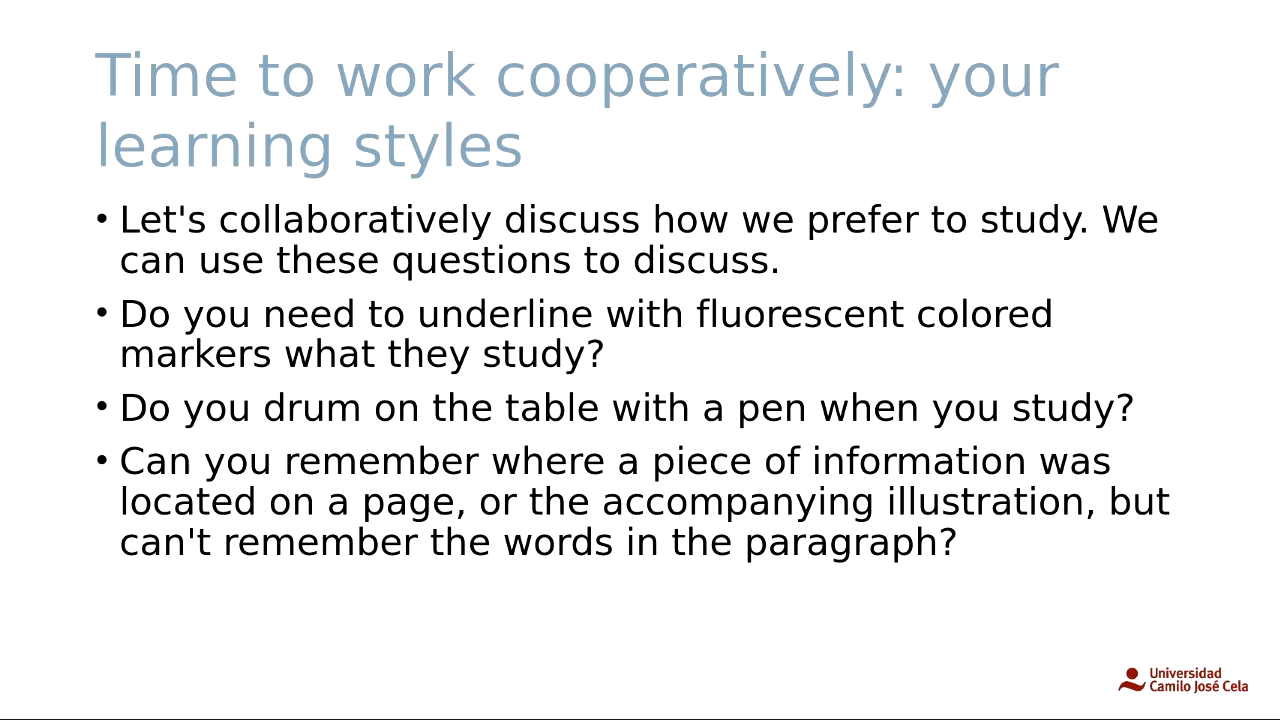 Time to work cooperatively: your
learning styles
• Let's collaboratively discuss how we prefer to study. We
can use these questions to discuss.
• Do you need to underline with fluorescent colored
markers what they study?
• Do you drum on the table with a pen when you study?
• Can you remember where a piece of information was
located on a page, or the accompanying illustration, but
can't remember the words in the paragraph?
Universidad
Camilo José Cela